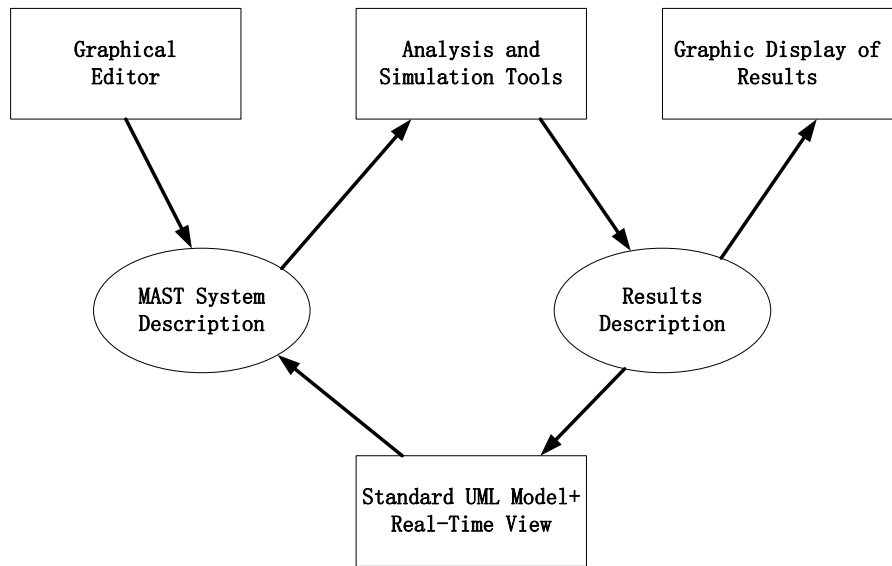 Graphical
Editor
Analysis and
Simulation Tools
Graphic Display of
Results
MAST System
Description
Results
Description
Standard UML Model+
Real-Time View